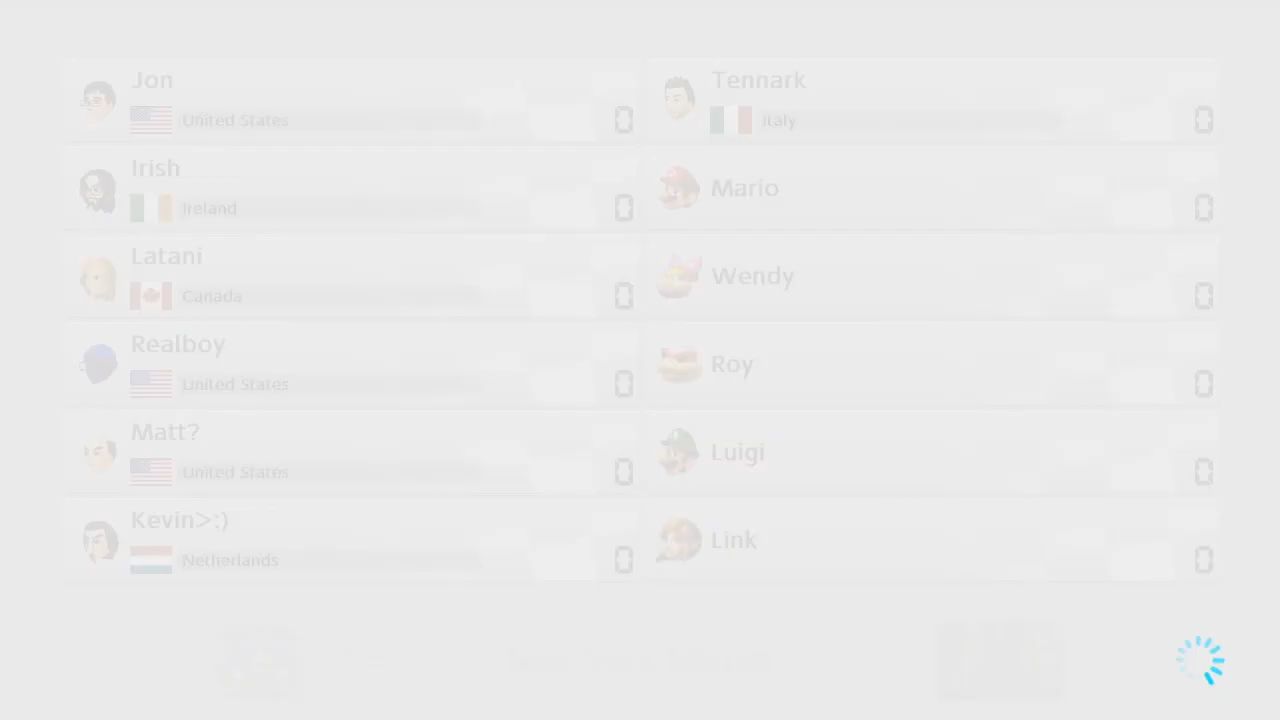 Jon
United States
0
Irish
Ireland
0
Latani
Canada
0
Realboy
United States
0
Matt?
United States
0
Kevin>:)
Netherlands
0
Tennark
Italy
0
Mario
0
Wendy
0
Roy
0
Luigi
0
Link
0